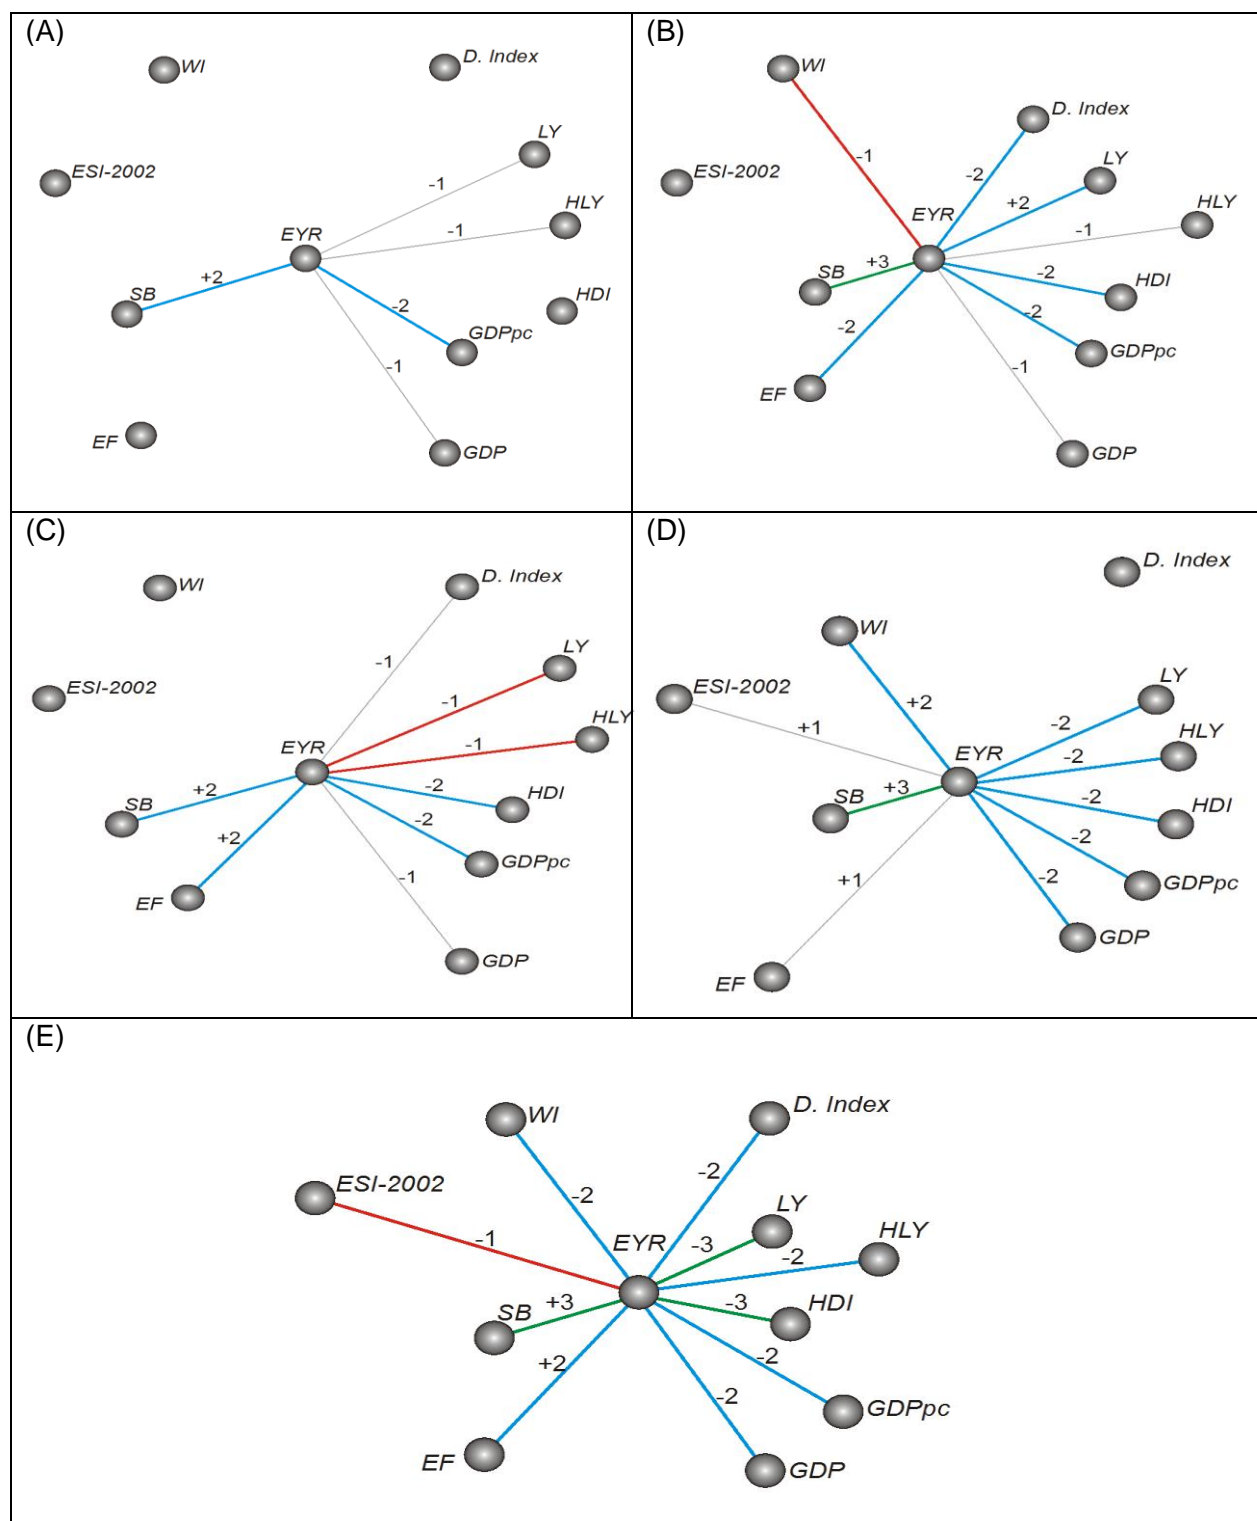 (A)
WI
D. Index
LY
ESI-2002
-1
HLY
EYR
-1
+2
SB
HDI
-2
GDPpc
-1
EF
GDP
(B)
WI
D. Index
-1
LY
ESI-2002
-2
HLY
EYR
+2
-1
SB
+3
-2
HDI
-2
-2
GDPpc
EF
-1
GDP
(C)
WI
D. Index
LY
-1
ESI-2002
-1
HLY
EYR
-1
+2
-2
HDI
SB
-2
+2
GDPpc
-1
EF
GDP
(D)
D. Index
WI
LY
ESI-2002
+2
-2
+1
HLY
EYR
-2
+3
SB
-2
HDI
-2
+1
-2
GDPpc
GDP
EF
(E)
WI
D. Index
-2
ESI-2002
-2
LY
HLY
-1
EYR
-3
-2
SB
+3
-3
HDI
+2
-2
-2
GDPpc
EF
GDP